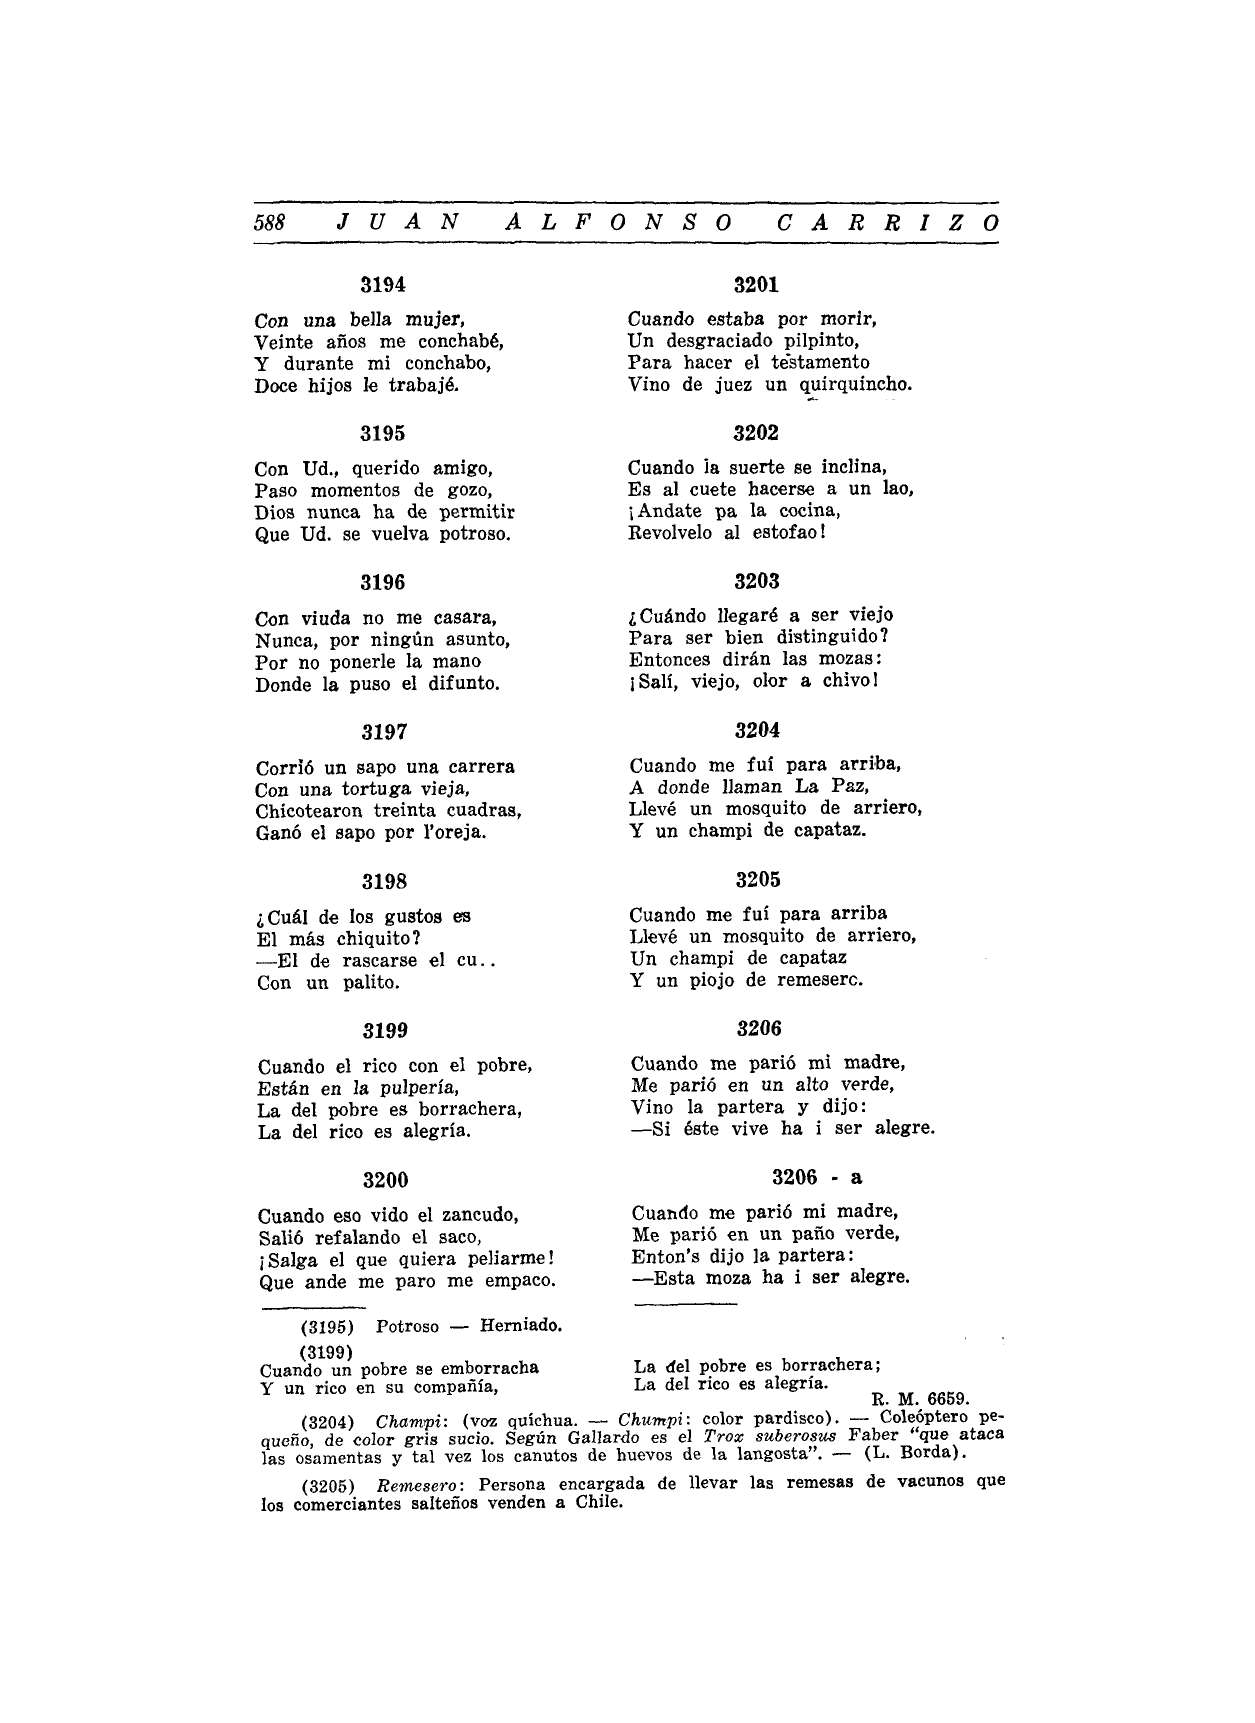 588 JUAN ALFONSO CARRIZO
3194
Con una bella mujer,
Veinte años me conchabé,
Y durante mi conchabo,
Doce hijos le trabajé.
3195
Con Ud., querido amigo,
Paso momentos de gozo,
Dios nunca ha de permitir
Que Ud. se vuelva potroso.
3196
Con viuda no me casara,
Nunca, por ningún asunto,
Por no ponerle la mano
Donde la puso el difunto.
3197
Corrió un sapo una carrera
Con una tortuga vieja,
Chicotearon treinta cuadras,
Ganó el sapo por l'oreja.
3198
¿Cuál de los gustos es
El más chiquito?
—El de rascarse el cu..
Con un palito.
3199
Cuando el rico con el pobre,
Están en la pulpería,
La del pobre es borrachera,
La del rico es alegría.
3200
Cuando eso vido el zancudo,
Salió refalando el saco,
¡Salga el que quiera peliarme!
Que ande me paro me empaco.
3201
Cuando estaba por morir,
Un desgraciado pilpinto,
Para hacer el testamento
Vino de juez un quirquincho.
3202
Cuando la suerte se inclina,
Es al cuete hacerse a un lao,
¡Andate pa la cocina,
Revolvelo al estofao!
3203
¿Cuándo llegaré a ser viejo
Para ser bien distinguido?
Entonces dirán las mozas:
¡Salí, viejo, olor a chivo!
3204
Cuando me fuí para arriba,
A donde llaman La Paz,
Llevé un mosquito de arriero,
Y un champi de capataz.
3205
Cuando me fuí para arriba
Llevé un mosquito de arriero,
Un champi de capataz
Y un piojo de remeserc.
3206
Cuando me parió mi madre,
Me parió en un alto verde,
Vino la partera y dijo:
—Si éste vive ha i ser alegre.
3206 - a
Cuando me parió mi madre,
Me parió en un paño verde,
Enton's dijo la partera:
—Esta moza ha i ser alegre.
(3195) Potroso — Herniado.
(3199)
Cuando un pobre se emborracha
Y un rico en su compañía,
La del pobre es borrachera;
La del rico es alegría.
R. M. 6659.
(3204) Champi: (voz quíchua. — Chumpi: color pardisco). — Coleóptero pe-
queño, de color gris sucio. Según Gallardo es el Trox suberosus Faber "que ataca
las osamentas y tal vez los canutos de huevos de la langosta". — (L. Borda).
(3205) Remesero: Persona encargada de llevar las remesas de vacunos que
los comerciantes salteños venden a Chile.